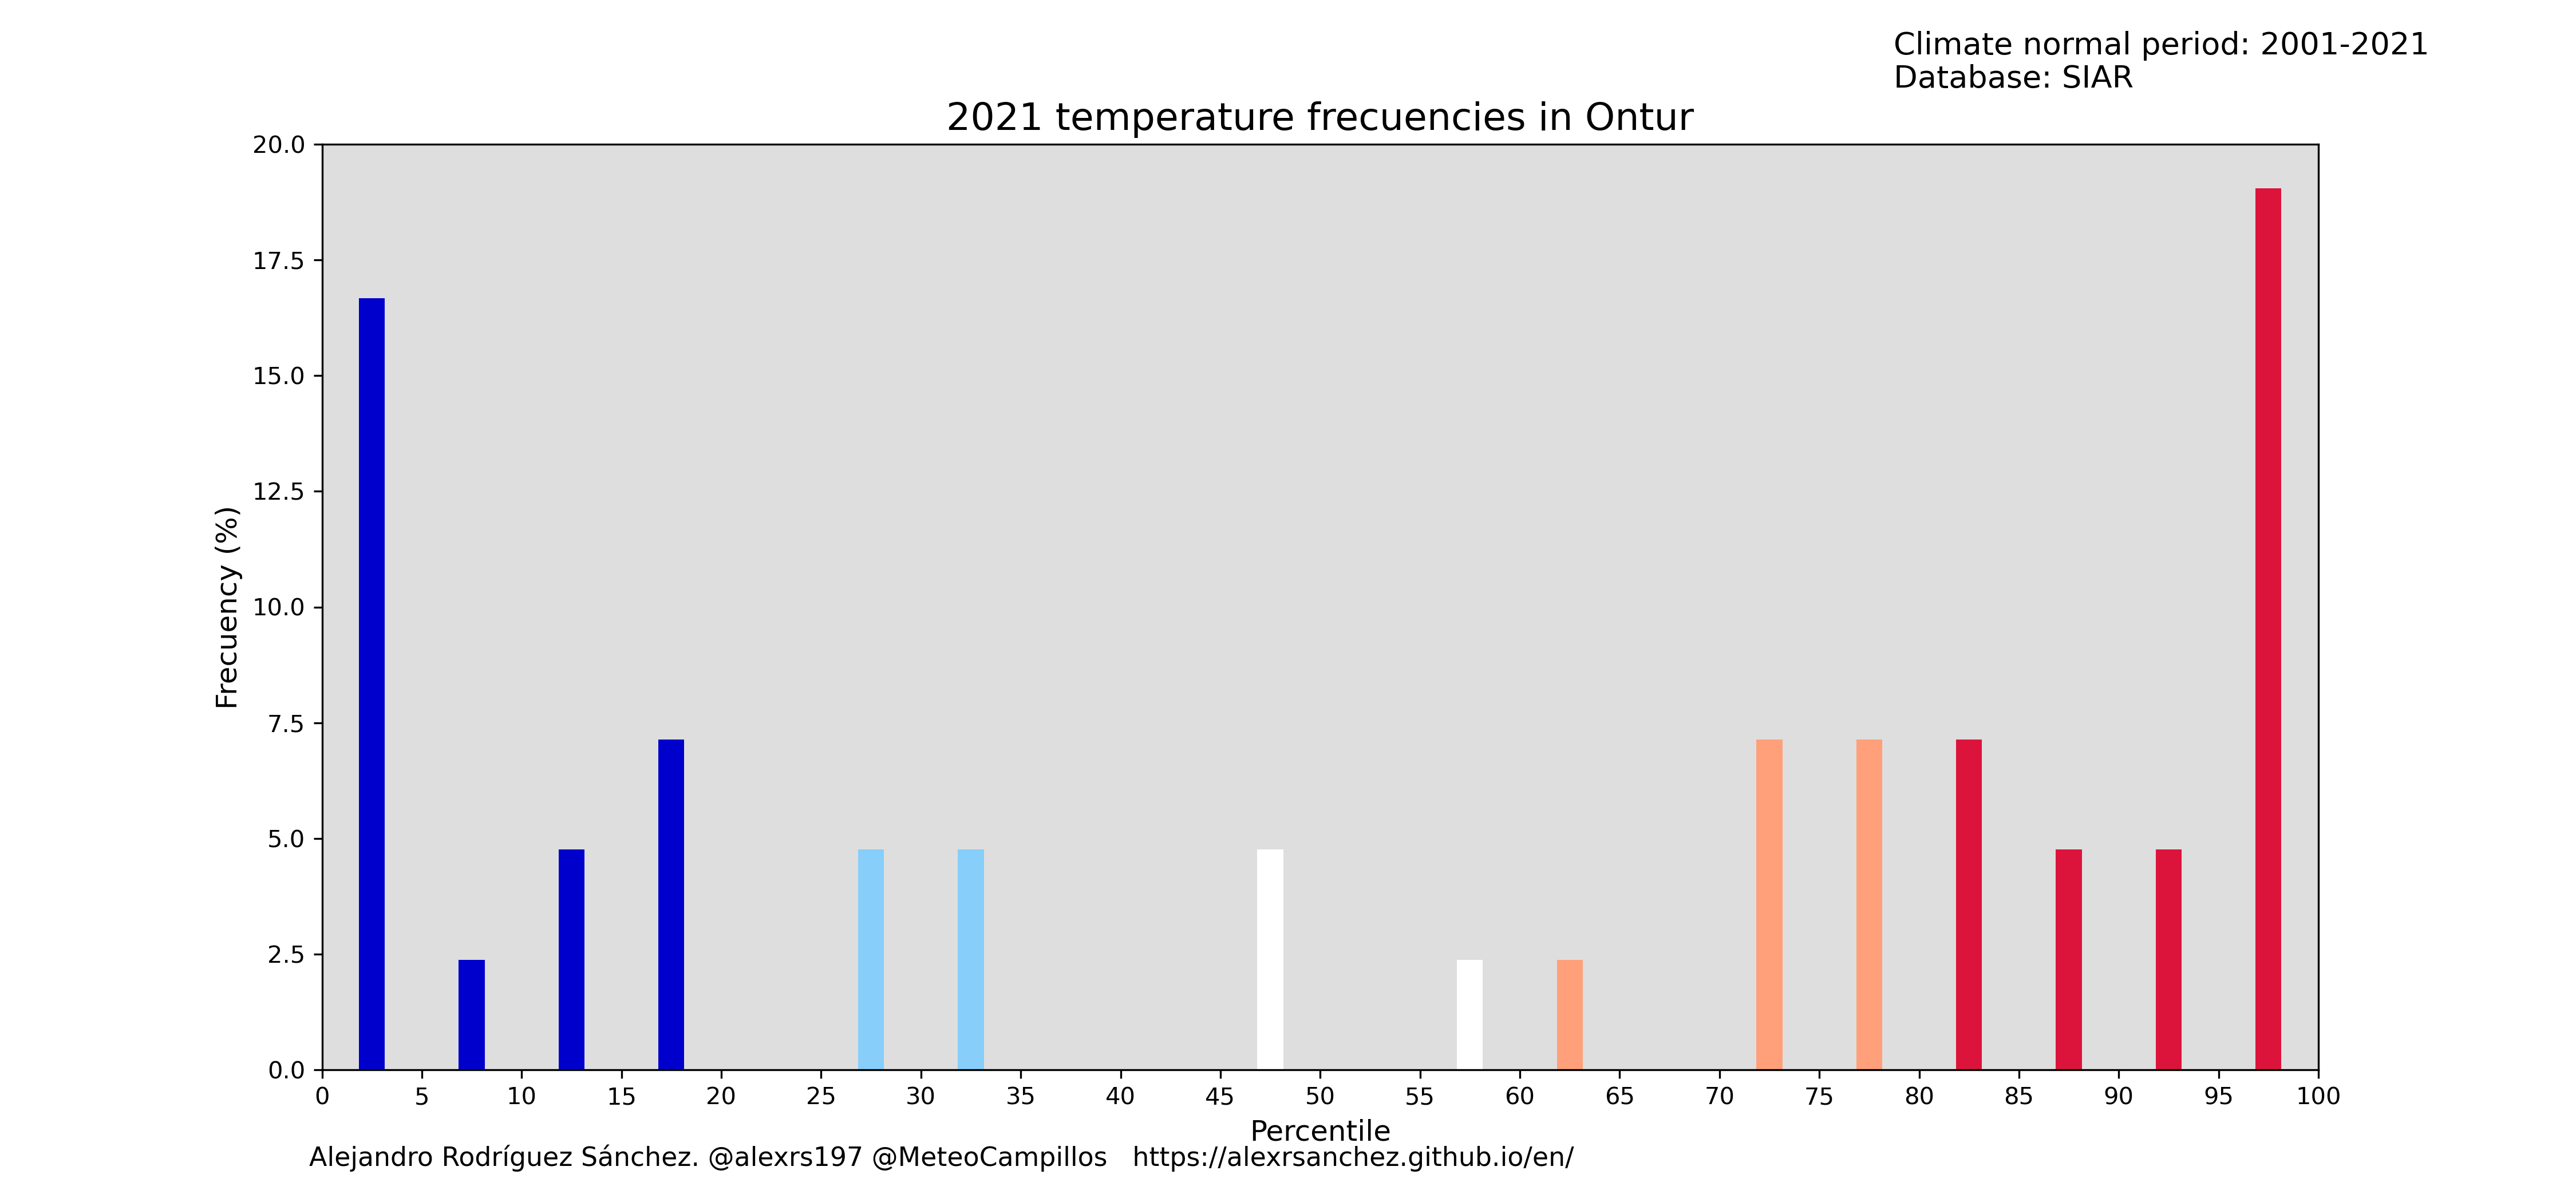 Climate normal period: 2001-2021
Database: SIAR
2021 temperature frecuencies in Ontur
20.0
17.5
15.0
12.5
10.0
7.5
5.0
2.5
0.0
Frecuency (%)
0 5 10 15 20 25 30 35 40 45 50 55 60 65 70 75 80 85 90 95 100
Percentile
Alejandro Rodríguez Sánchez. @alexrs197 @MeteoCampillos https://alexrsanchez.github.io/en/